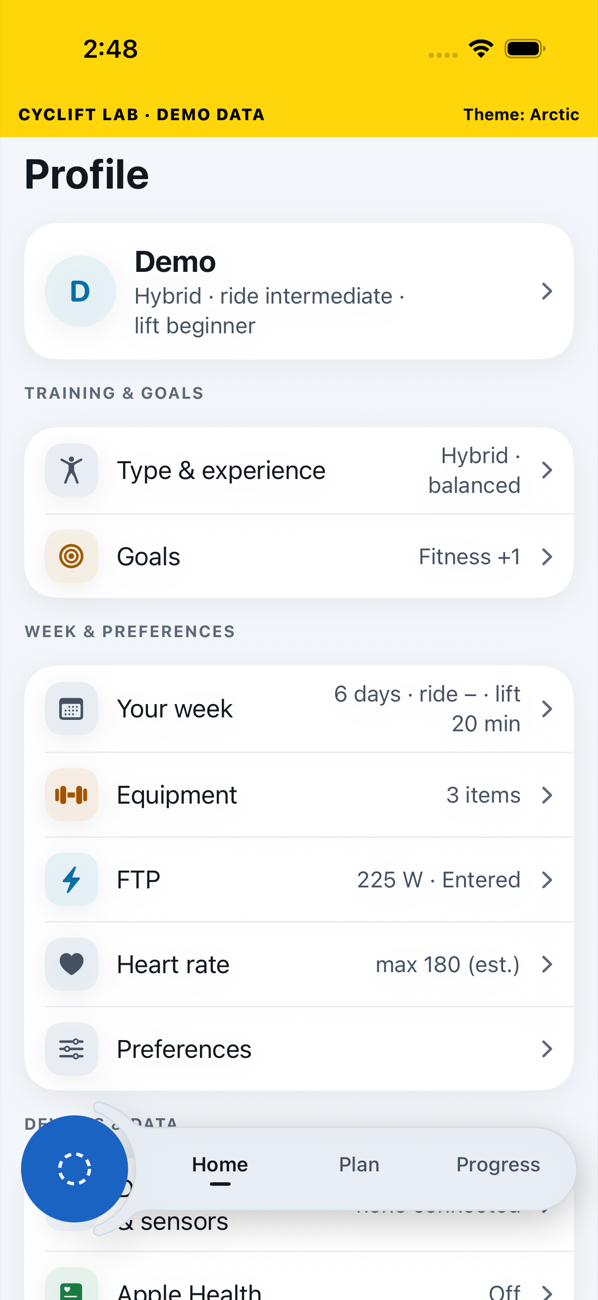 2:48
CYCLIFT LAB · DEMO DATA
Theme: Arctic
Profile
D
Demo
Hybrid · ride intermediate ·
lift beginner
TRAINING & GOALS
Type & experience
Hybrid ·
balanced
Goals
Fitness +1
WEEK & PREFERENCES
Your week
6 days · ride – · lift
20 min
Equipment
3 items
FTP
225 W · Entered
Heart rate
max 180 (est.)
Preferences
DATA
Home
Plan
Progress
& sensors
Apple Health
Off